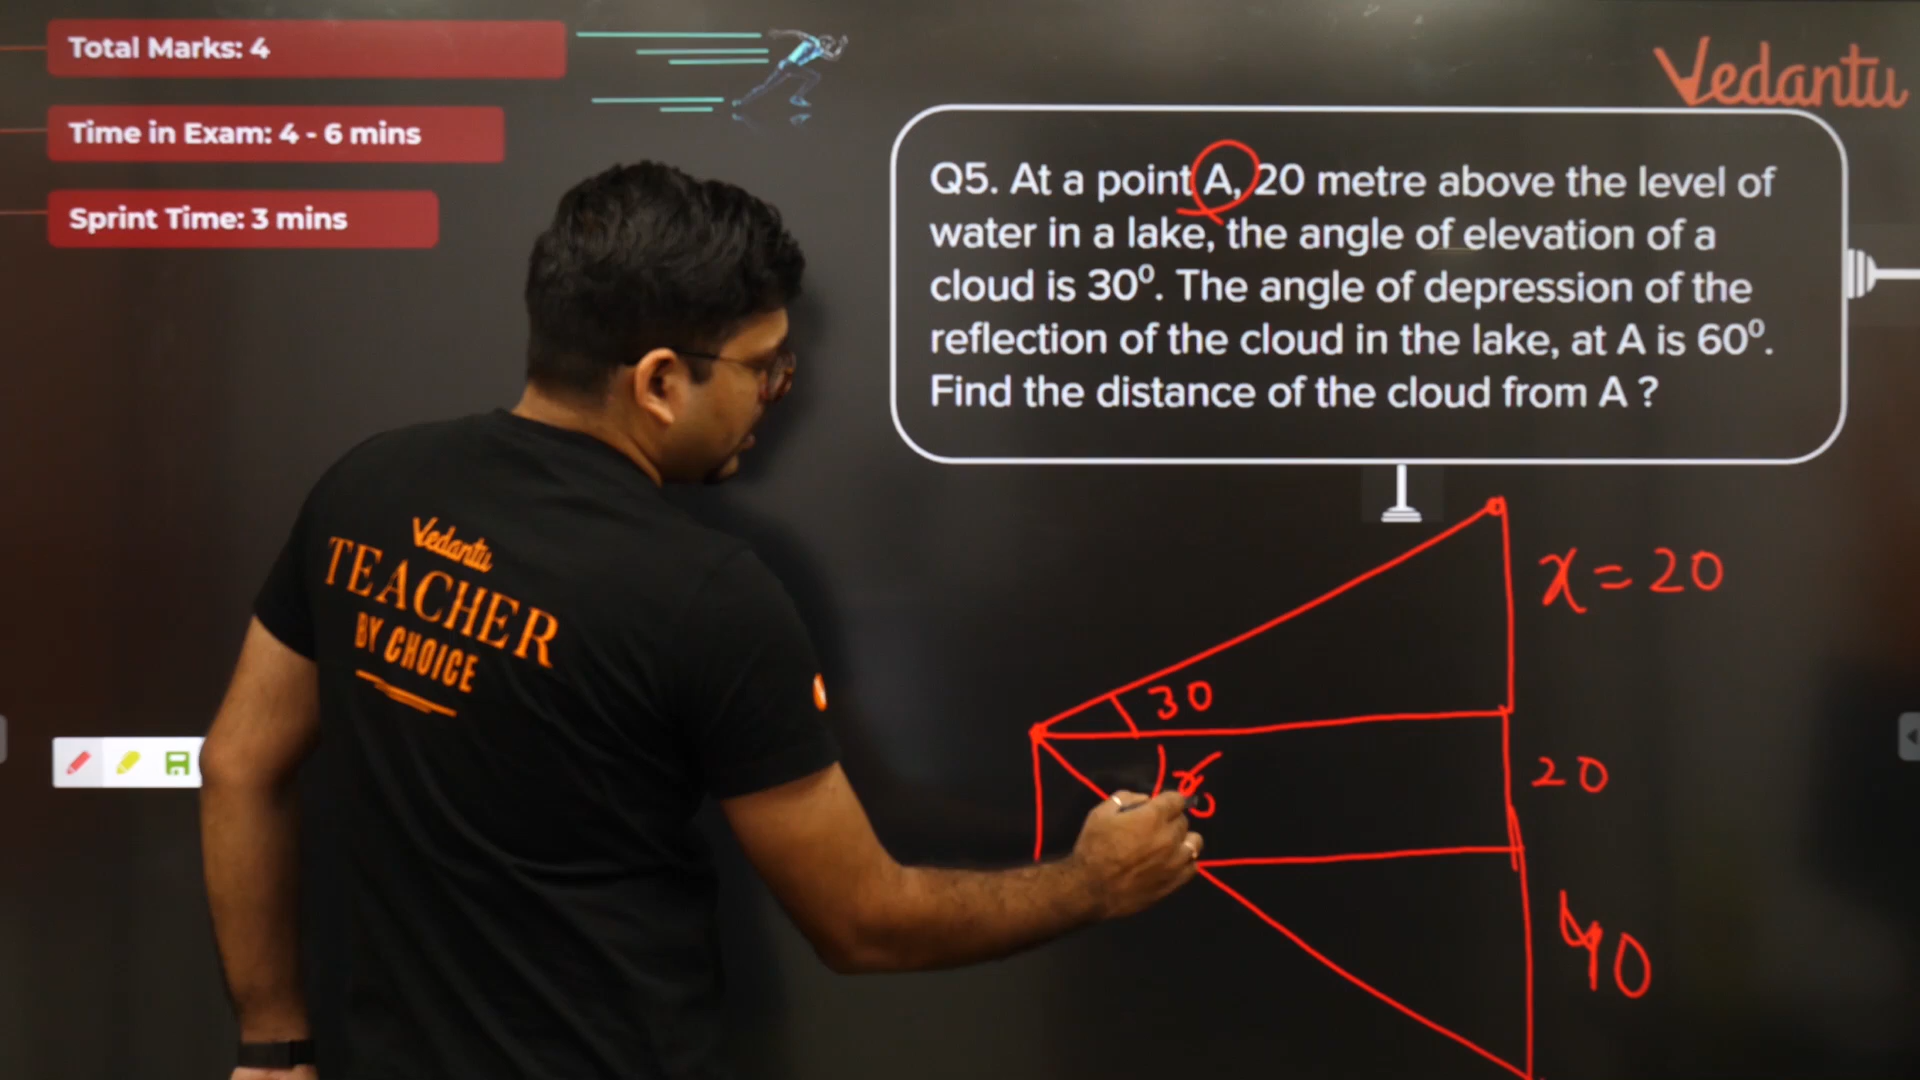 Total Marks: 4
Time in Exam: 4 - 6 mins
Sprint Time: 3 mins
Vedantu
Q5. At a point A, 20 metre above the level of
water in a lake, the angle of elevation of a
cloud is 30⁰. The angle of depression of the
reflection of the cloud in the lake, at A is 60⁰.
Find the distance of the cloud from A ?
Vedantu
TEACHER
BY CHOICE
x = 20
30
20
40